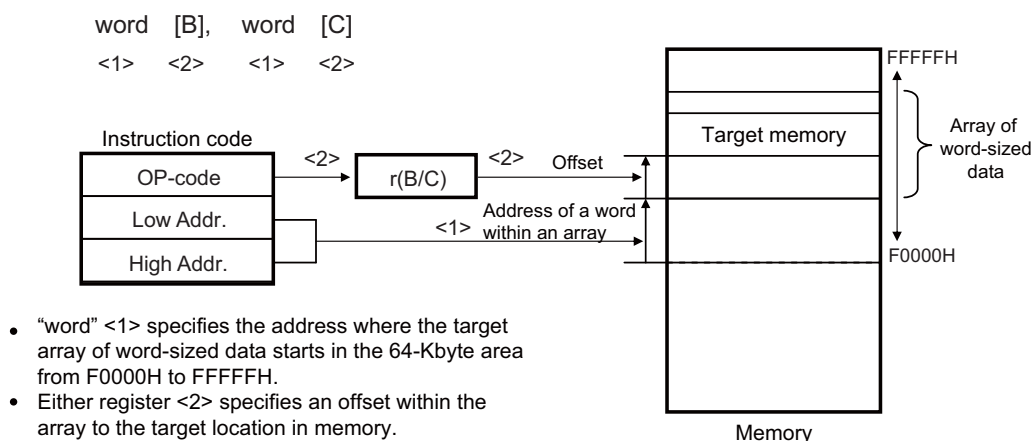 word [B], word [C]
<1> <2> <1> <2>
Instruction code
OP-code
Low Addr.
High Addr.
<2>
r(B/C)
<2>
Offset
<1>
Address of a word
within an array
Target memory
FFFFFH
Array of
word-sized
data
F0000H
Memory
• “word” <1> specifies the address where the target
array of word-sized data starts in the 64-Kbyte area
from F0000H to FFFFFH.
• Either register <2> specifies an offset within the
array to the target location in memory.